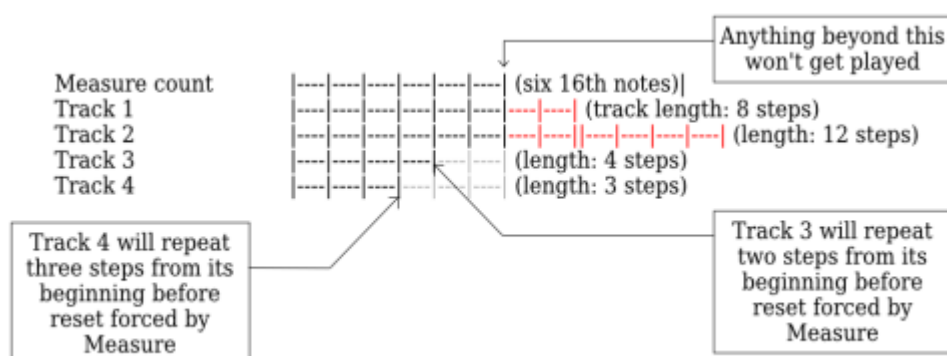 Anything beyond this
won't get played
Measure count |----|----|----|----|----|----| (six 16th notes)|
Track 1 |----|----|----|----|----|----|----|----| (track length: 8 steps)
Track 2 |----|----|----|----|----|----|----|----||----|----|----|----| (length: 12 steps)
Track 3 |----|----|----|----|----|----| (length: 4 steps)
Track 4 |----|----|----|----|----|----| (length: 3 steps)
Track 4 will repeat
three steps from its
beginning before
reset forced by
Measure
Track 3 will repeat
two steps from its
beginning before
reset forced by
Measure